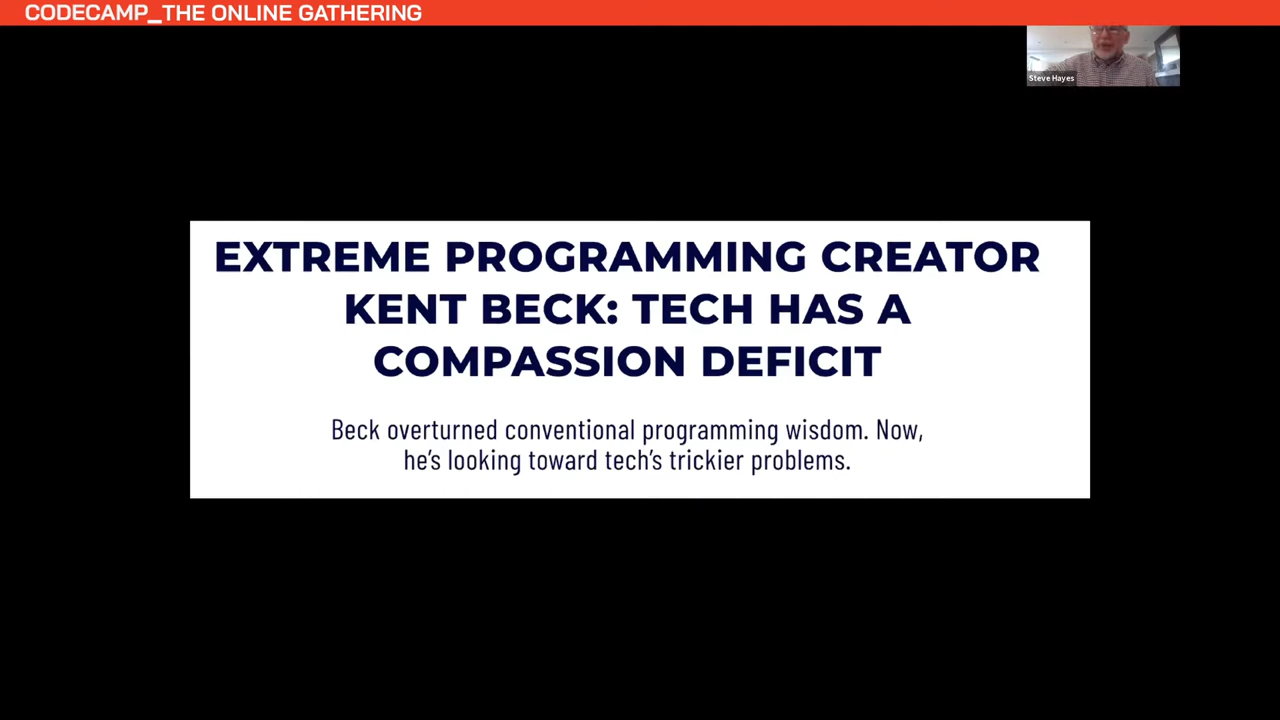 CODECAMP_THE ONLINE GATHERING
Steve Hayes
EXTREME PROGRAMMING CREATOR
KENT BECK: TECH HAS A
COMPASSION DEFICIT
Beck overturned conventional programming wisdom. Now,
he's looking toward tech's trickier problems.